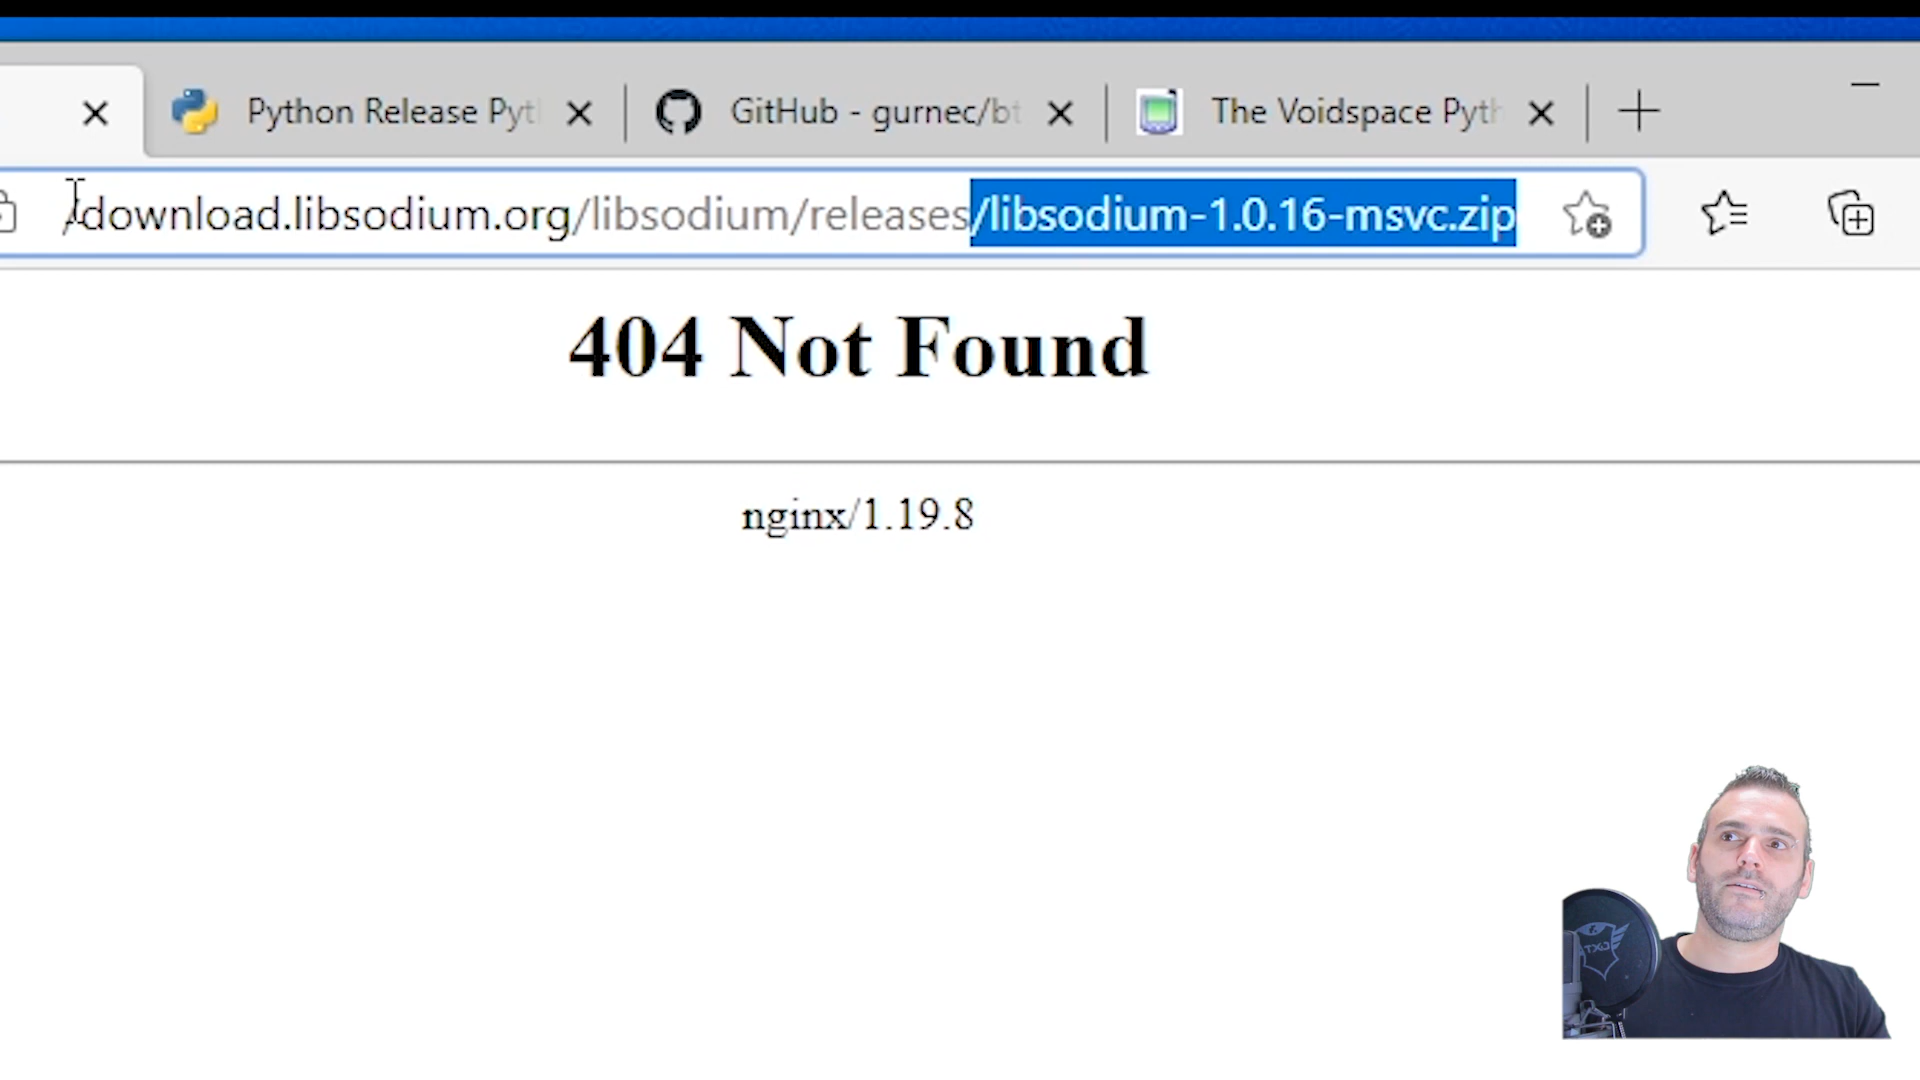 Python Release Pyt
GitHub - gurnec/bt
The Voidspace Pyth
/download.libsodium.org/libsodium/releases/libsodium-1.0.16-msvc.zip
404 Not Found
nginx/1.19.8
TXD